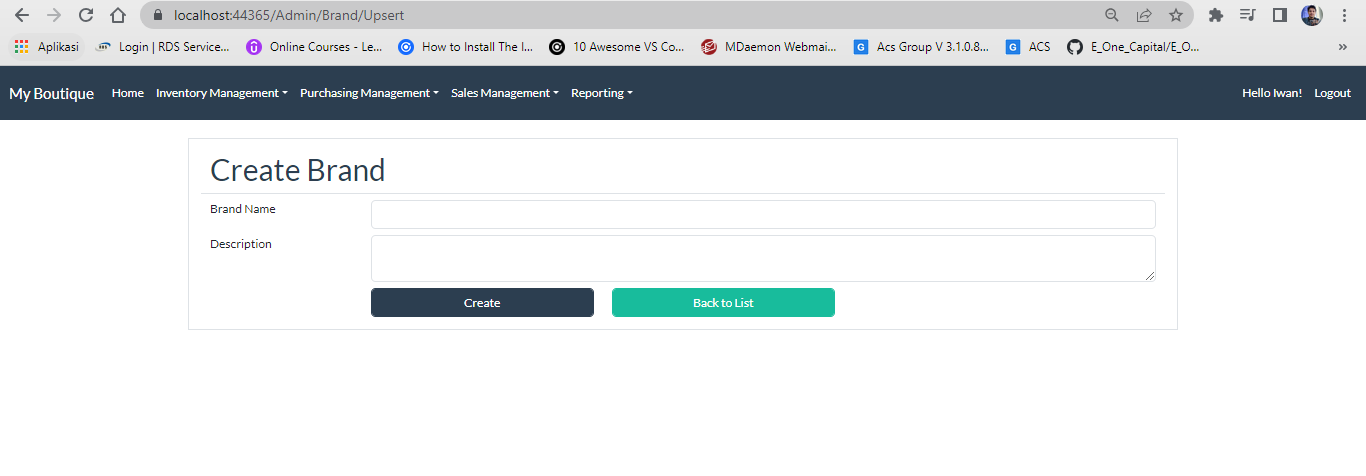 localhost:44365/Admin/Brand/Upsert
Aplikasi Login | RDS Service... Online Courses - Le... How to Install The I... 10 Awesome VS Co... MDaemon Webmai... Acs Group V 3.1.0.8... ACS E_One_Capital/E_O... »
My Boutique Home Inventory Management Purchasing Management Sales Management Reporting Hello Iwan! Logout
Create Brand
Brand Name
Description
Create Back to List